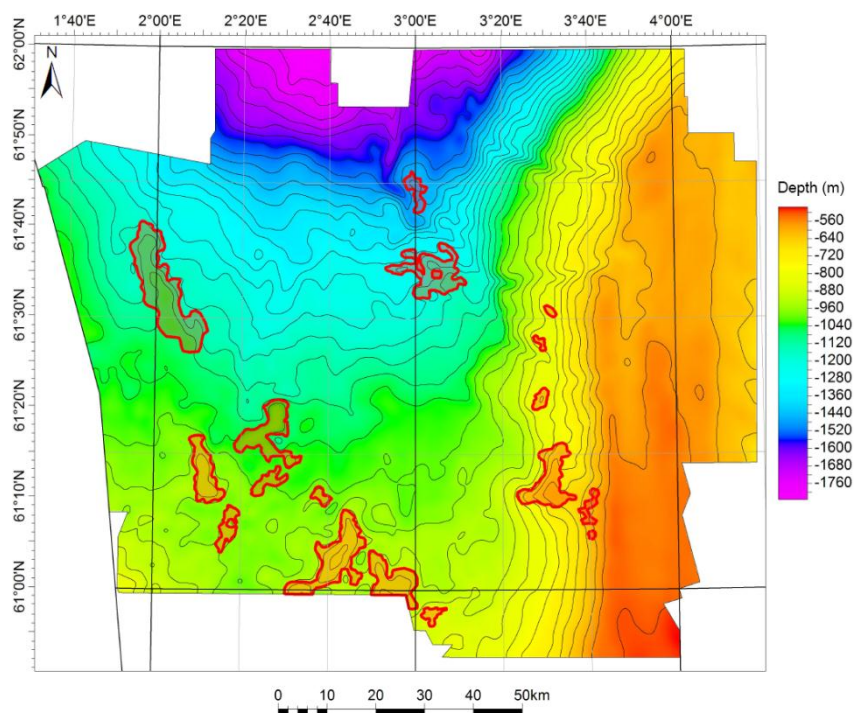 1°40'E 2°00'E 2°20'E 2°40'E 3°00'E 3°20'E 3°40'E 4°00'E
62°00'N
N
61°50'N
61°40'N
61°30'N
61°20'N
61°10'N
61°00'N
Depth (m)
-560
-640
-720
-800
-880
-960
-1040
-1120
-1200
-1280
-1360
-1440
-1520
-1600
-1680
-1760
0 10 20 30 40 50km